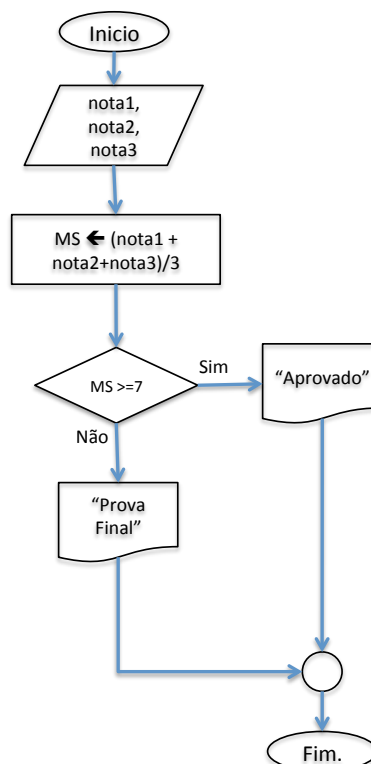 Inicio
nota1,
nota2,
nota3
MS ← (nota1 +
nota2+nota3)/3
MS >=7
Sim
“Aprovado”
Não
“Prova
Final”
Fim.